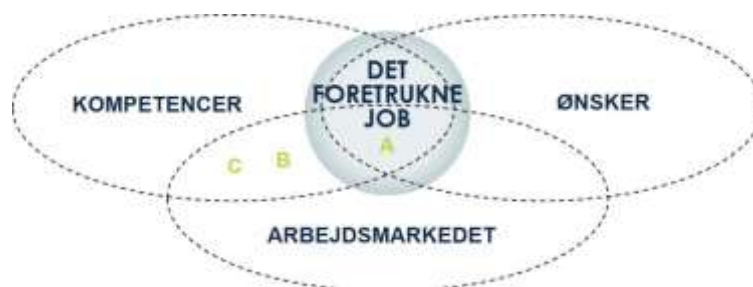 DET
FORETRUKNE
JOB
KOMPETENCER
ØNSKER
A
B
C
ARBEJDSMARKEDET